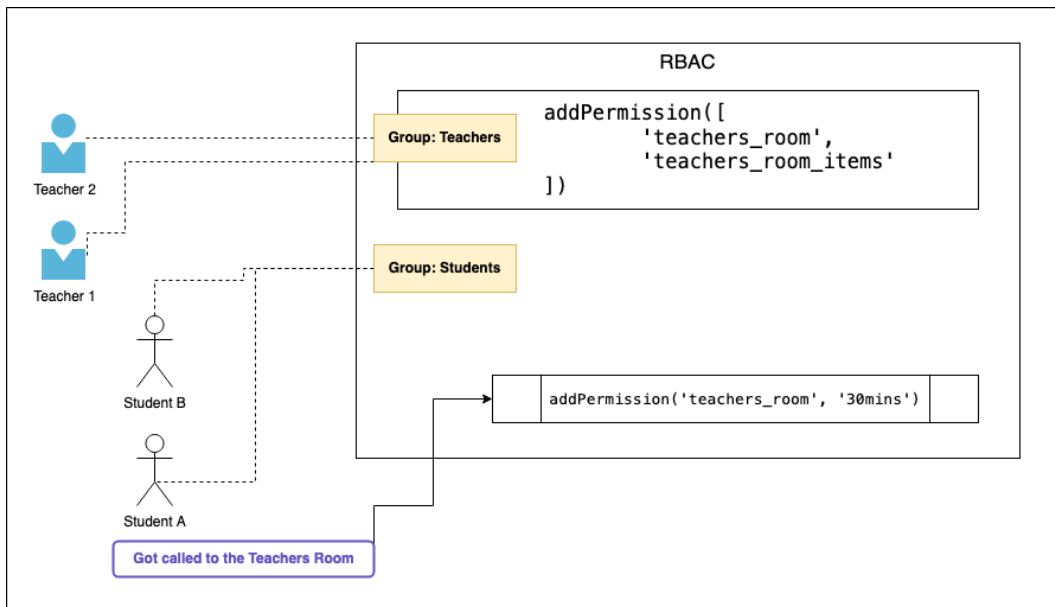 RBAC
addPermission([
'teachers_room',
'teachers_room_items'
])
Group: Teachers
Teacher 2
Teacher 1
Group: Students
Student B
addPermission('teachers_room', '30mins')
Student A
Got called to the Teachers Room